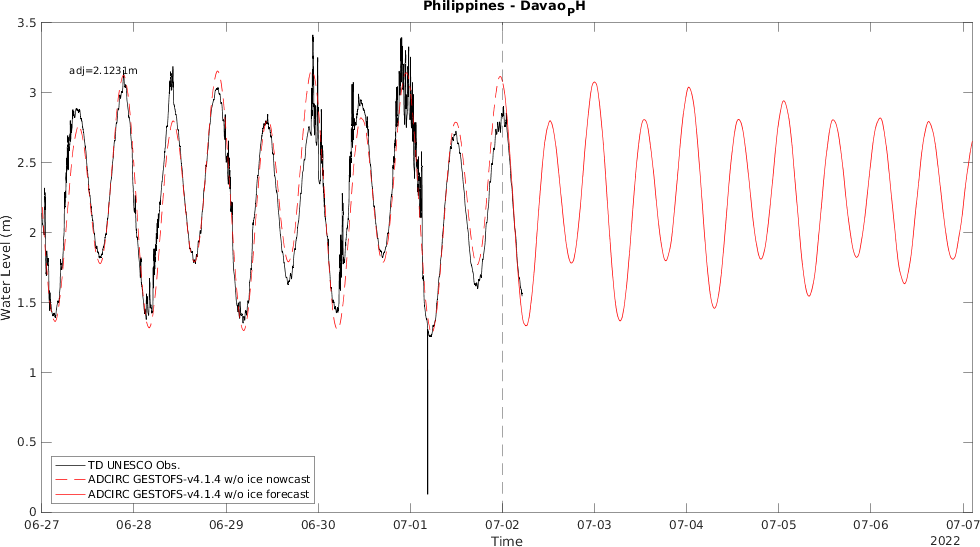 Philippines - Davao_pH
adj=2.1231m
3.5
3
2.5
2
1.5
1
0.5
0
Water Level (m)
TD UNESCO Obs.
ADCIRC GESTOFS-v4.1.4 w/o ice nowcast
ADCIRC GESTOFS-v4.1.4 w/o ice forecast
06-27 06-28 06-29 06-30 07-01 07-02 07-03 07-04 07-05 07-06 07-07
Time
2022